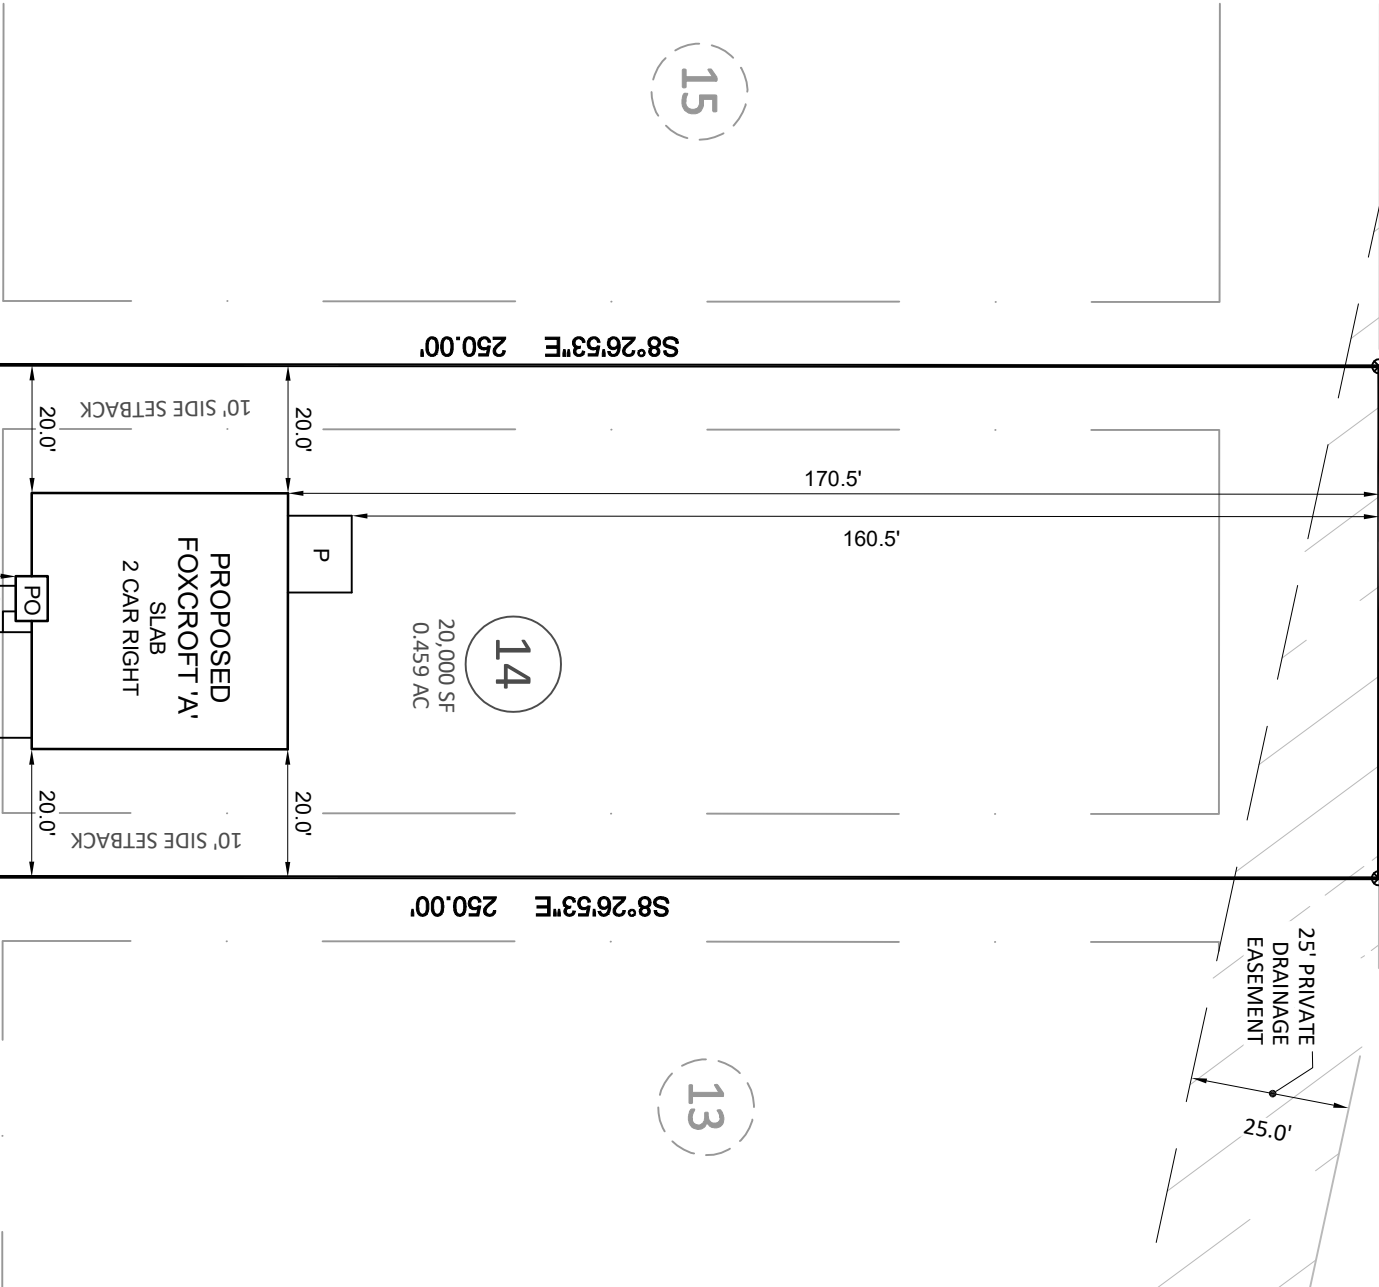 15
S8°26'53"E 250.00'
10' SIDE SETBACK
20.0'
20.0'
170.5'
160.5'
P
PO
PROPOSED
FOXCROFT 'A'
SLAB
2 CAR RIGHT
14
20,000 SF
0.459 AC
20.0'
20.0'
10' SIDE SETBACK
S8°26'53"E 250.00'
25' PRIVATE
DRAINAGE
EASEMENT
25.0'
13